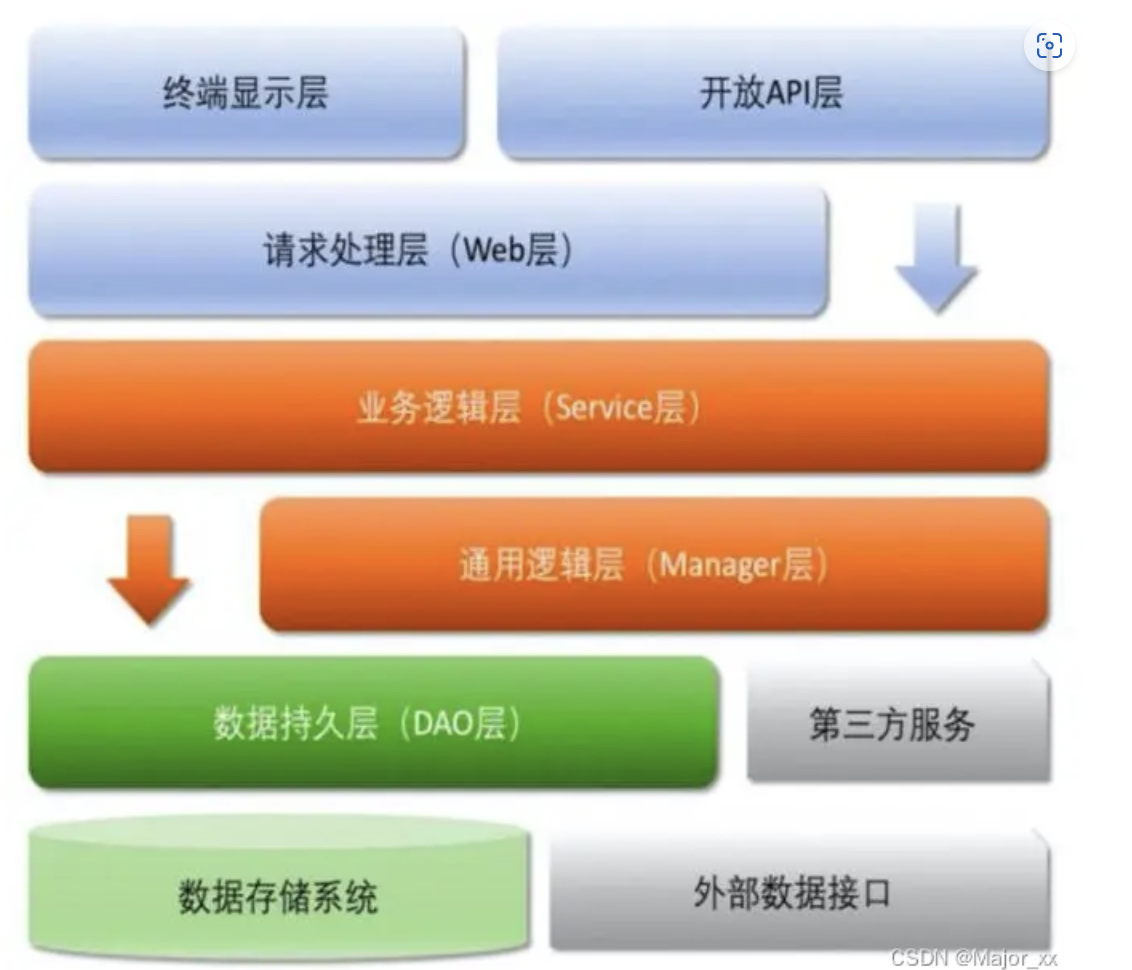 终端显示层
开放API层
请求处理层（Web层）
业务逻辑层（Service层）
通用逻辑层（Manager层）
数据持久层（DAO层）
第三方服务
数据存储系统
外部数据接口
CSDN @Major_xx